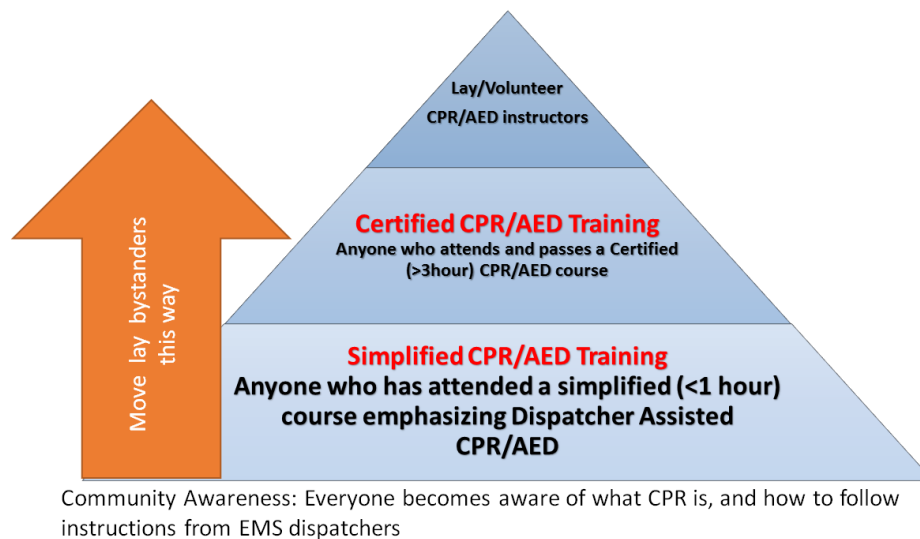 Lay/Volunteer
CPR/AED instructors
Certified CPR/AED Training
Anyone who attends and passes a Certified
(>3hour) CPR/AED course
Move lay bystanders
this way
Simplified CPR/AED Training
Anyone who has attended a simplified (<1 hour)
course emphasizing Dispatcher Assisted
CPR/AED
Community Awareness: Everyone becomes aware of what CPR is, and how to follow
instructions from EMS dispatchers